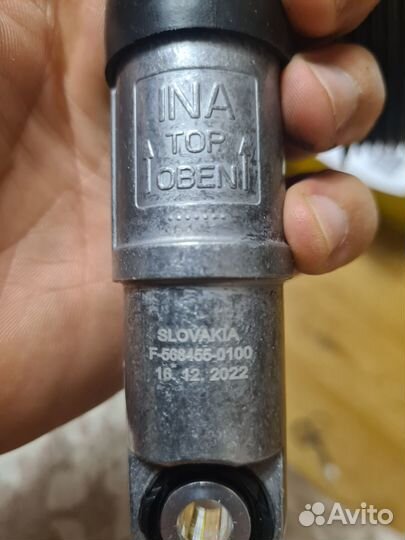 INA
TOP
OBEN
SLOVAKIA
F-568455-0100
16. 12. 2022
Avito